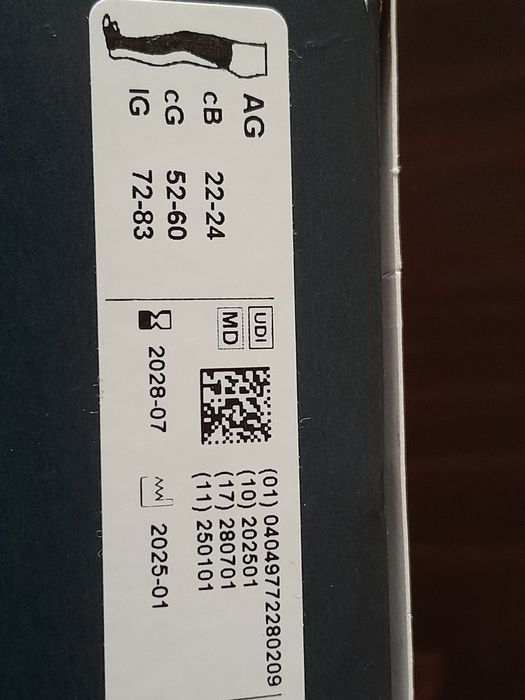 AG
cB 22-24
cG 52-60
lG 72-83
UDI
MD
2028-07
(01) 04049772280209
(10) 202501
(17) 280701
(11) 250101
2025-01